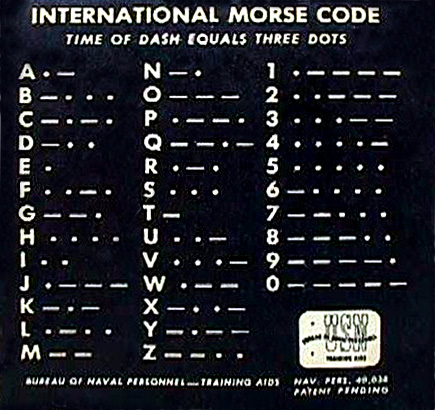 INTERNATIONAL MORSE CODE
TIME OF DASH EQUALS THREE DOTS
A · — N — · 1 · — — — —
B — · · · O — — — 2 · · — — —
C — · — · P · — — · 3 · · · — —
D — · · Q — — · — 4 · · · · —
E · R · — · 5 · · · · ·
F · · — · S · · · 6 — · · · ·
G — — · T — 7 — — · · ·
H · · · · U · · — 8 — — — · ·
I · · V · · · — 9 — — — — ·
J · — — — W · — — 0 — — — — —
K — · — X — · · —
L · — · · Y — · — —
M — — Z — — · ·
USN
TRAINING AIDS
BUREAU OF NAVAL PERSONNEL — TRAINING AIDS
NAV. PERS. 40,038
PATENT PENDING